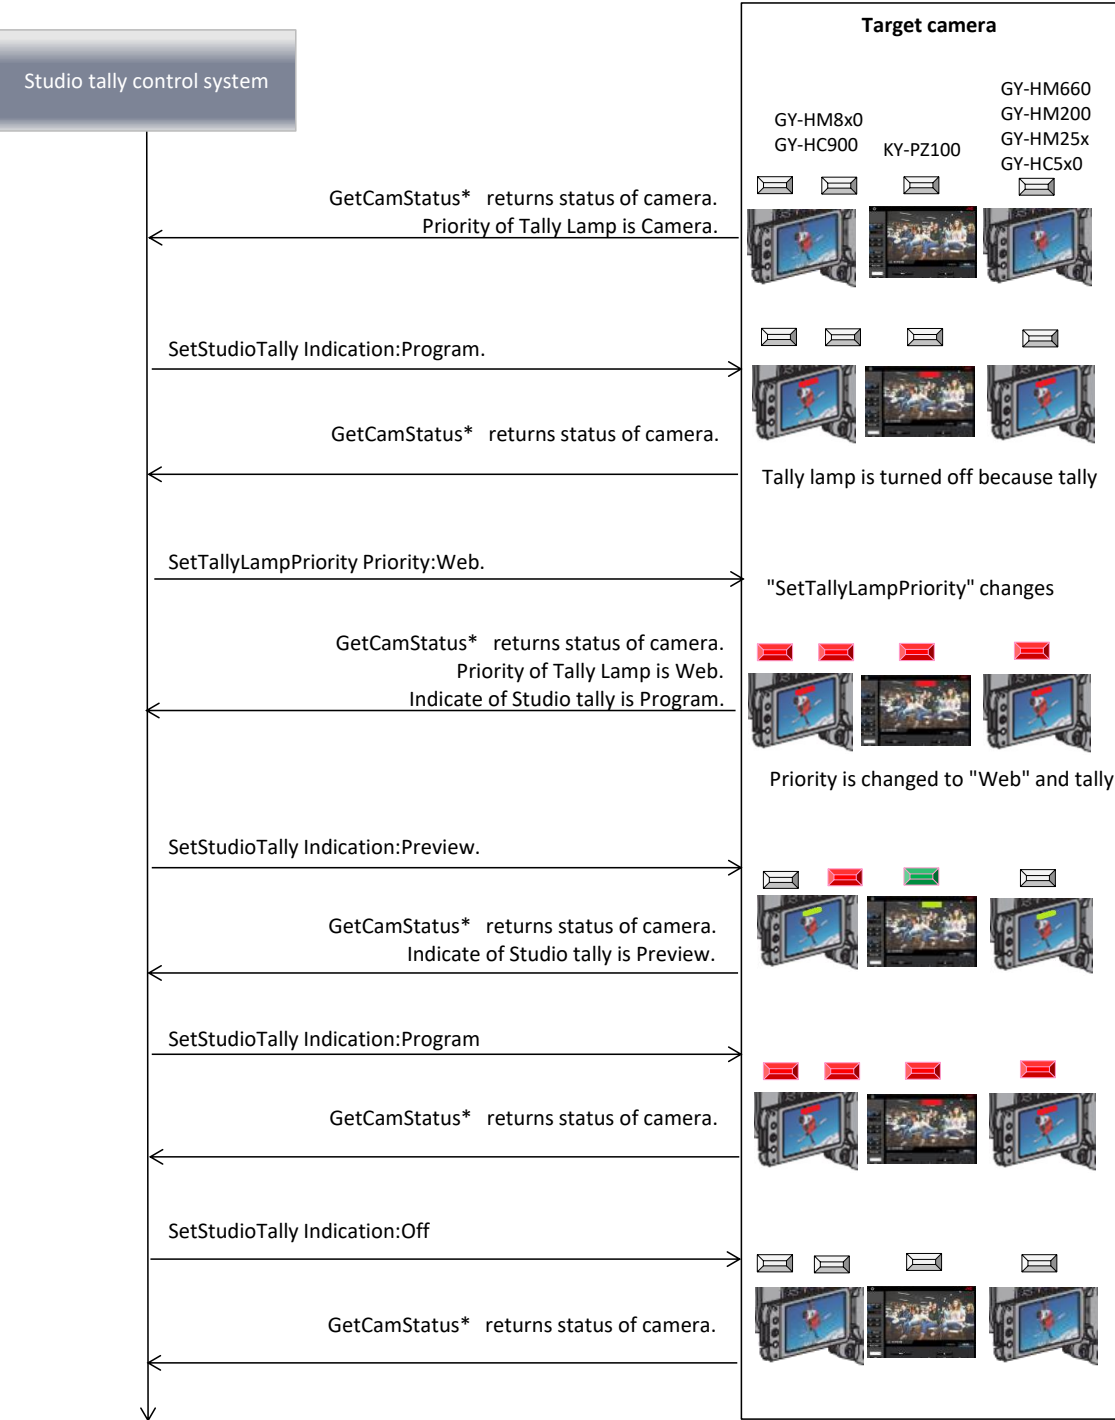 Target camera
Studio tally control system
GY-HM8x0
GY-HC900
KY-PZ100
GY-HM660
GY-HM200
GY-HM25x
GY-HC5x0
GetCamStatus* returns status of camera.
Priority of Tally Lamp is Camera.
SetStudioTally Indication:Program.
GetCamStatus* returns status of camera.
Tally lamp is turned off because tally
SetTallyLampPriority Priority:Web.
"SetTallyLampPriority" changes
GetCamStatus* returns status of camera.
Priority of Tally Lamp is Web.
Indicate of Studio tally is Program.
Priority is changed to "Web" and tally
SetStudioTally Indication:Preview.
GetCamStatus* returns status of camera.
Indicate of Studio tally is Preview.
SetStudioTally Indication:Program
GetCamStatus* returns status of camera.
SetStudioTally Indication:Off
GetCamStatus* returns status of camera.